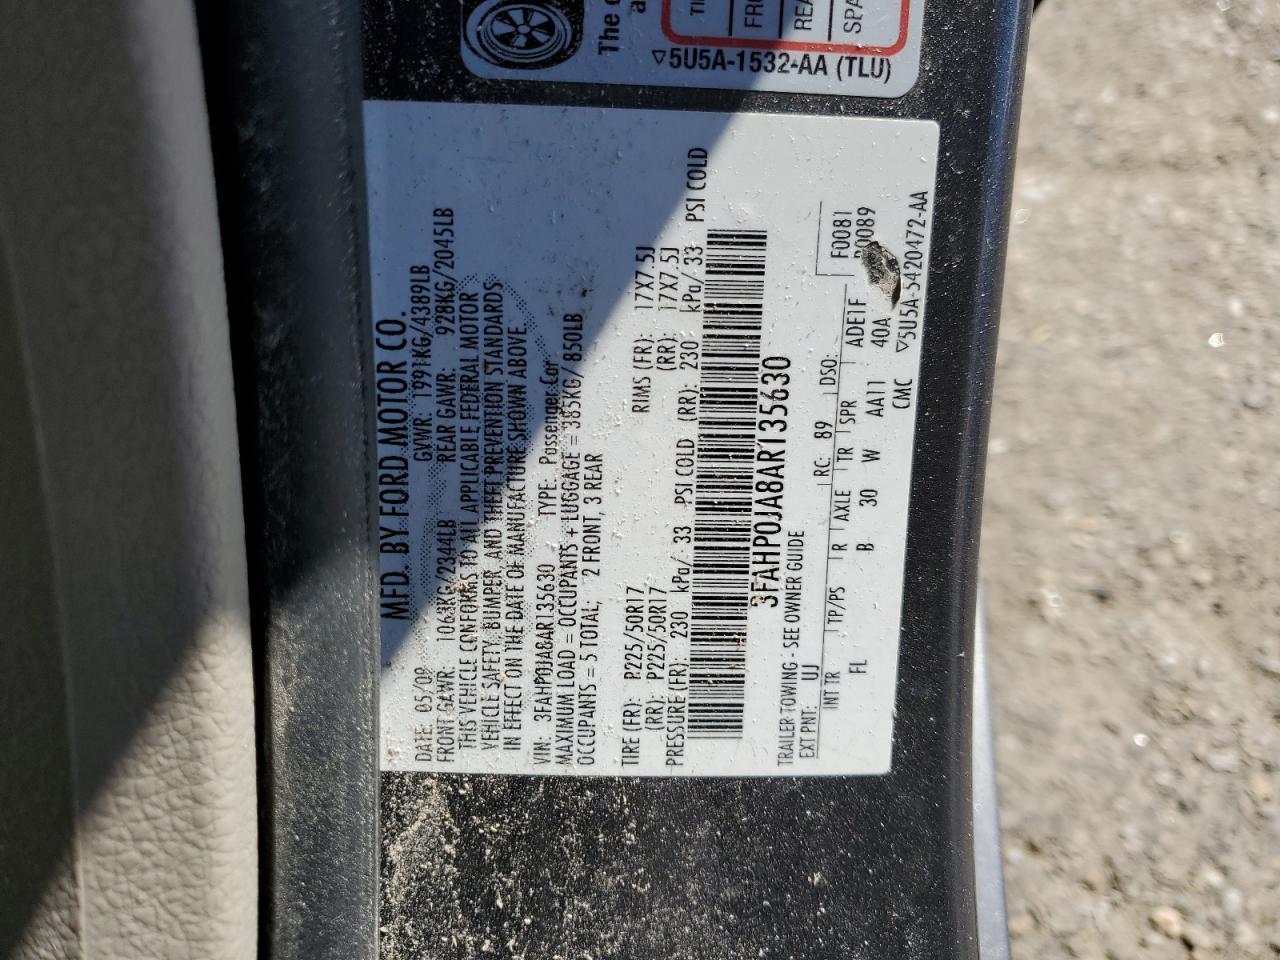 The
5U5A-1532-AA (TLU)
MFD. BY FORD MOTOR CO.
DATE: 05/09 GVWR: 1991KG/4389LB
FRONT GAWR: 1063KG/2344LB REAR GAWR: 928KG/2045LB
THIS VEHICLE CONFORMS TO ALL APPLICABLE FEDERAL MOTOR
VEHICLE SAFETY, BUMPER, AND THEFT PREVENTION STANDARDS
IN EFFECT ON THE DATE OF MANUFACTURE SHOWN ABOVE.
VIN: 3FAHP0JA8AR135630 TYPE: Passenger Car
MAXIMUM LOAD = OCCUPANTS + LUGGAGE = 385KG/850LB
OCCUPANTS = 5 TOTAL; 2 FRONT, 3 REAR
TIRE (FR): P225/50R17 RIMS (FR): 17X7.5J
(RR): P225/50R17 (RR): 17X7.5J
PRESSURE (FR): 230 kPa/ 33 PSI COLD (RR): 230 kPa/ 33 PSI COLD
3FAHP0JA8AR135630
TRAILER TOWING - SEE OWNER GUIDE
EXT PNT: UJ RC: 89 DSO: F0081
INT TR TP/PS R AXLE TR SPR ADE1F
FL B 30 W AA11 40A
CMC 5U5A-5420472-AA